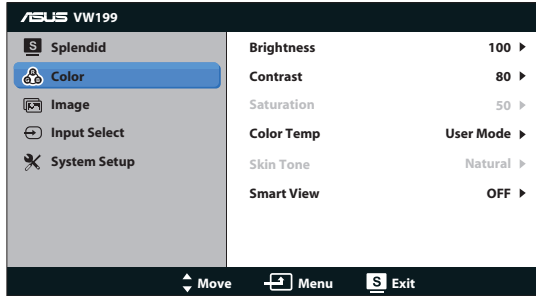 ASUS VW199
S Splendid
Color
Image
Input Select
System Setup
Brightness 100
Contrast 80
Saturation 50
Color Temp User Mode
Skin Tone Natural
Smart View OFF
Move Menu S Exit